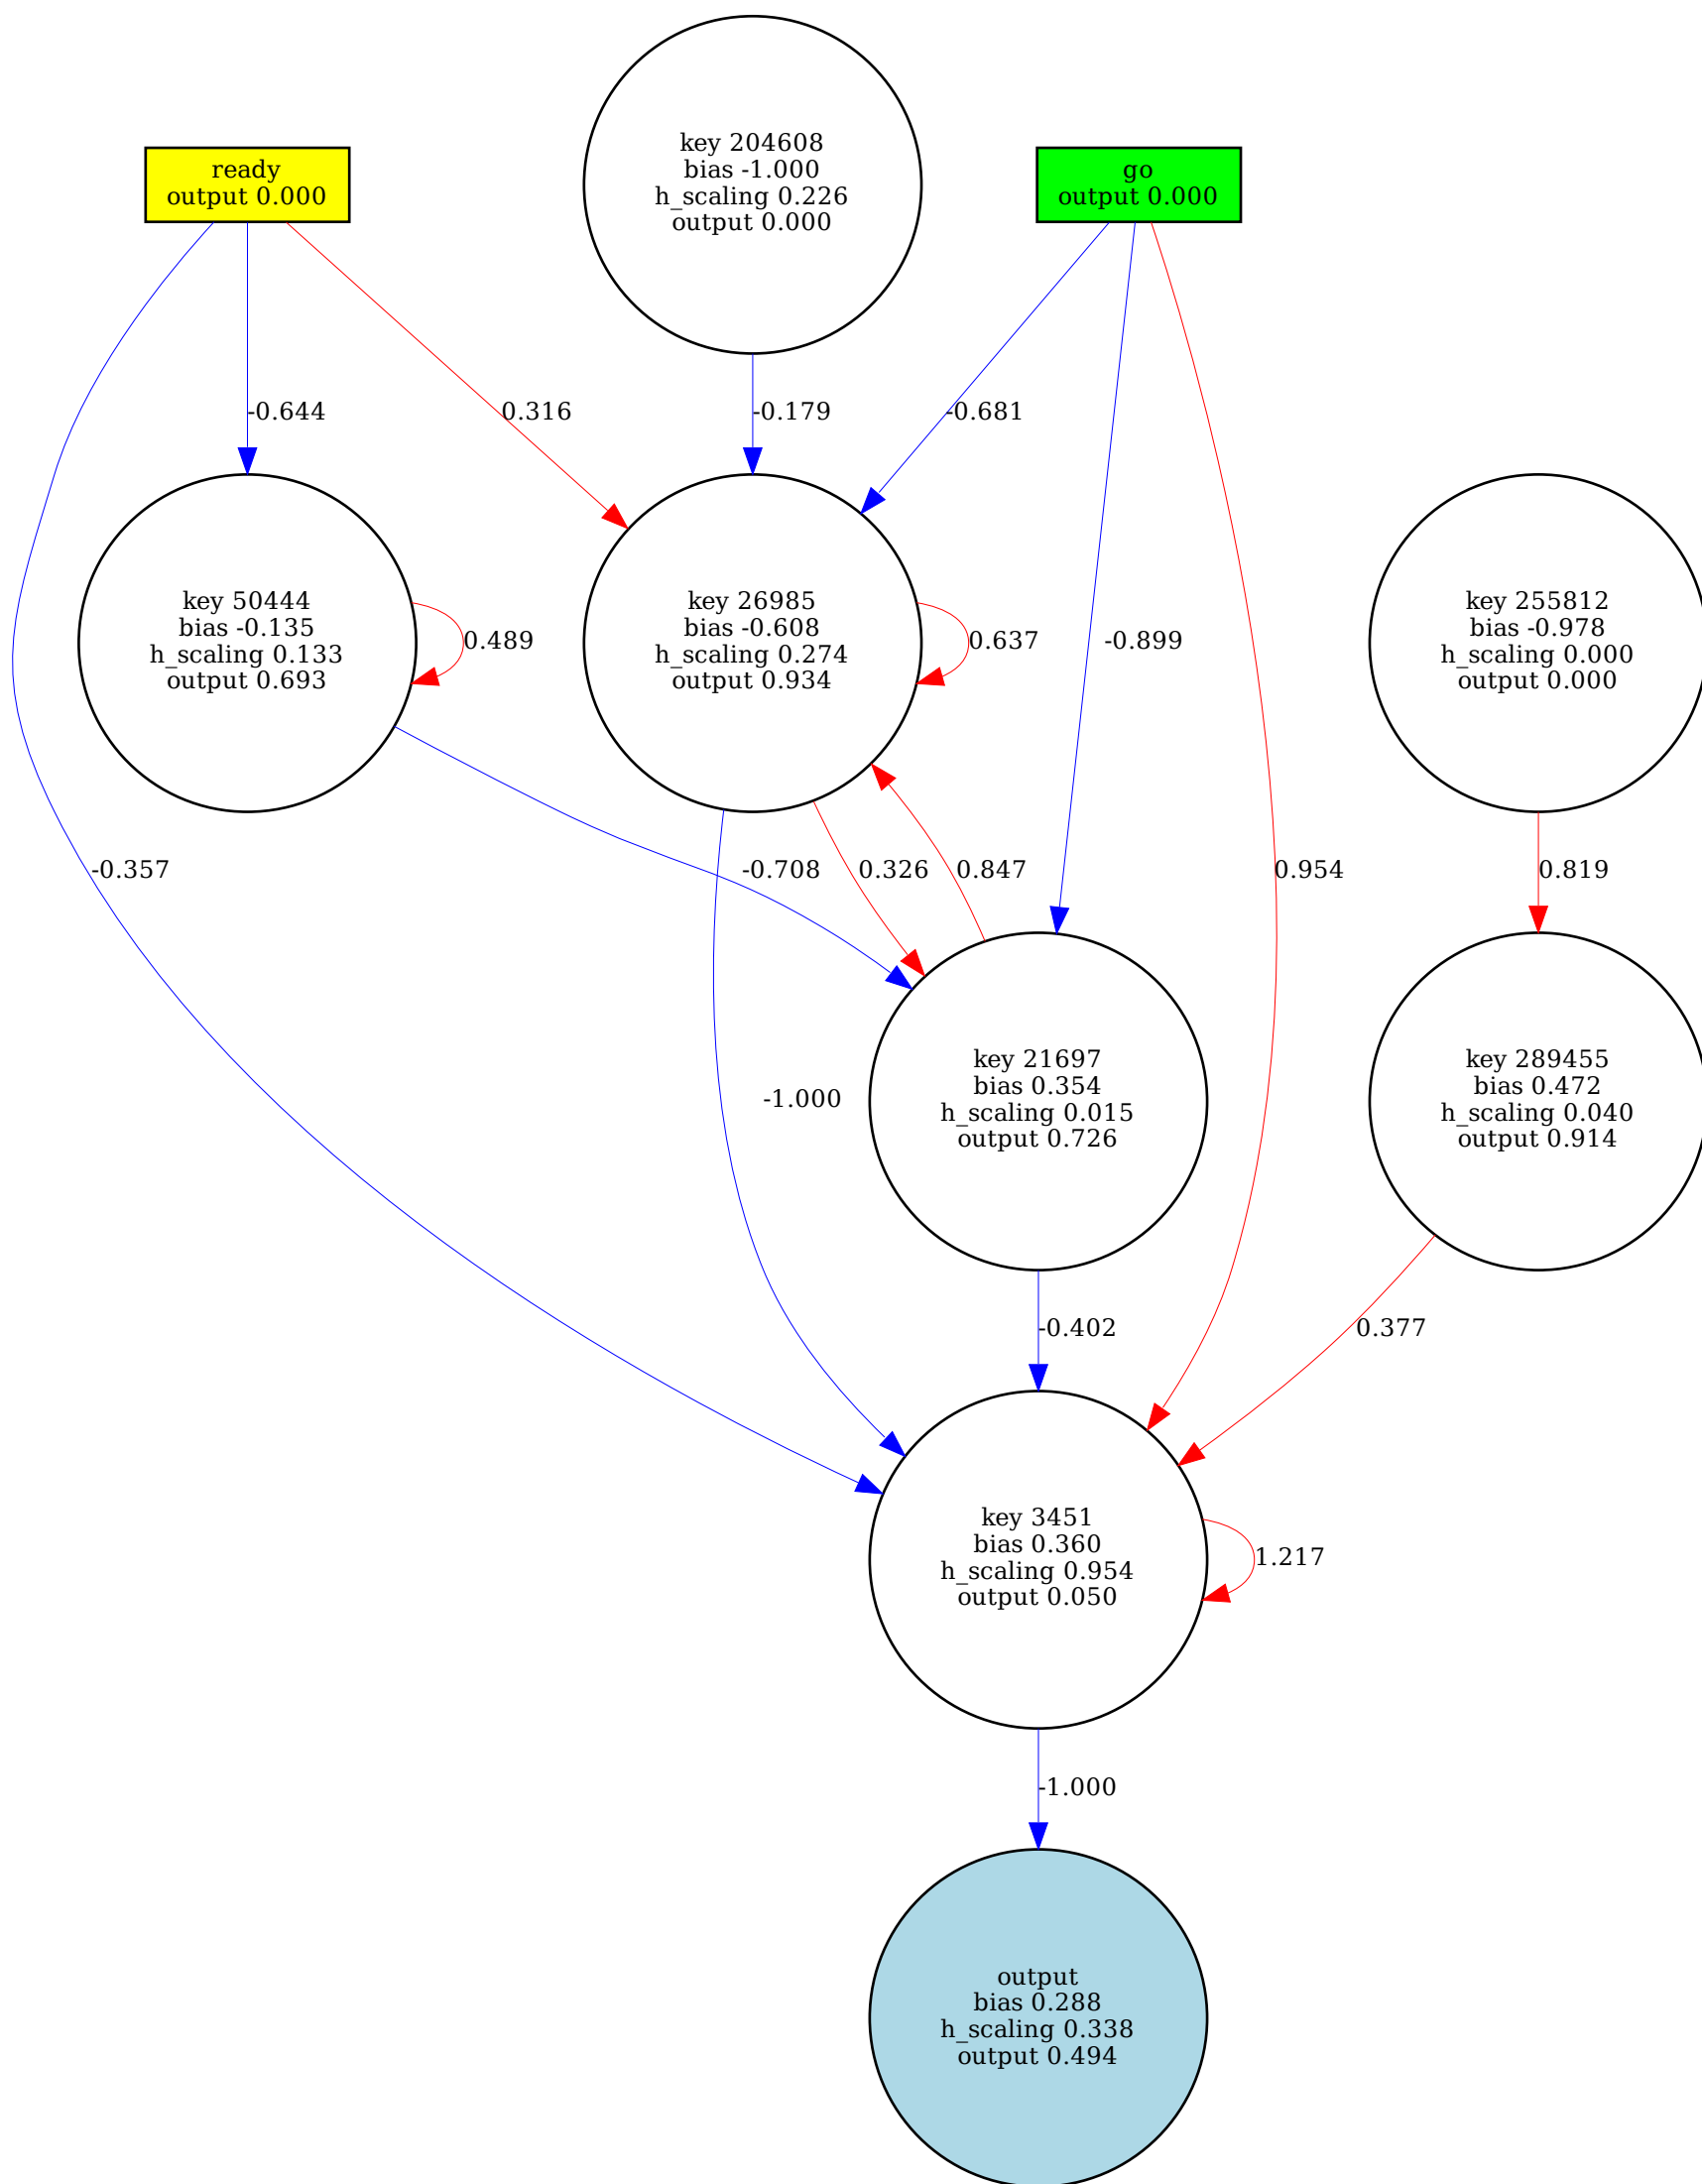 key 204608
bias -1.000
h_scaling 0.226
output 0.000
ready
output 0.000
go
output 0.000
-0.644
0.316
-0.179
-0.681
key 50444
bias -0.135
h_scaling 0.133
output 0.693
0.489
key 26985
bias -0.608
h_scaling 0.274
output 0.934
0.637
-0.899
key 255812
bias -0.978
h_scaling 0.000
output 0.000
-0.357
-0.708
0.326
0.847
0.954
0.819
-1.000
key 21697
bias 0.354
h_scaling 0.015
output 0.726
key 289455
bias 0.472
h_scaling 0.040
output 0.914
-0.402
0.377
key 3451
bias 0.360
h_scaling 0.954
output 0.050
1.217
-1.000
output
bias 0.288
h_scaling 0.338
output 0.494